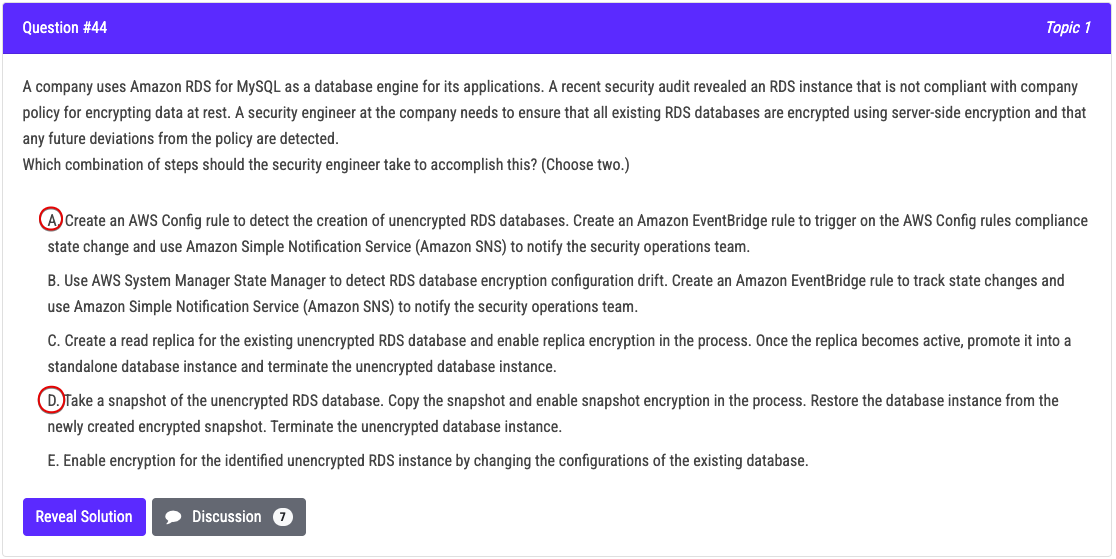 Question #44
Topic 1
A company uses Amazon RDS for MySQL as a database engine for its applications. A recent security audit revealed an RDS instance that is not compliant with company
policy for encrypting data at rest. A security engineer at the company needs to ensure that all existing RDS databases are encrypted using server-side encryption and that
any future deviations from the policy are detected.
Which combination of steps should the security engineer take to accomplish this? (Choose two.)
A. Create an AWS Config rule to detect the creation of unencrypted RDS databases. Create an Amazon EventBridge rule to trigger on the AWS Config rules compliance
state change and use Amazon Simple Notification Service (Amazon SNS) to notify the security operations team.
B. Use AWS System Manager State Manager to detect RDS database encryption configuration drift. Create an Amazon EventBridge rule to track state changes and
use Amazon Simple Notification Service (Amazon SNS) to notify the security operations team.
C. Create a read replica for the existing unencrypted RDS database and enable replica encryption in the process. Once the replica becomes active, promote it into a
standalone database instance and terminate the unencrypted database instance.
D. Take a snapshot of the unencrypted RDS database. Copy the snapshot and enable snapshot encryption in the process. Restore the database instance from the
newly created encrypted snapshot. Terminate the unencrypted database instance.
E. Enable encryption for the identified unencrypted RDS instance by changing the configurations of the existing database.
Reveal Solution
Discussion 7